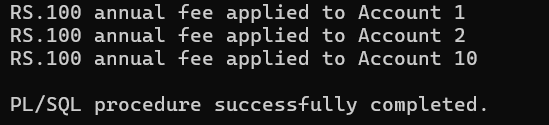 RS.100 annual fee applied to Account 1
RS.100 annual fee applied to Account 2
RS.100 annual fee applied to Account 10
PL/SQL procedure successfully completed.